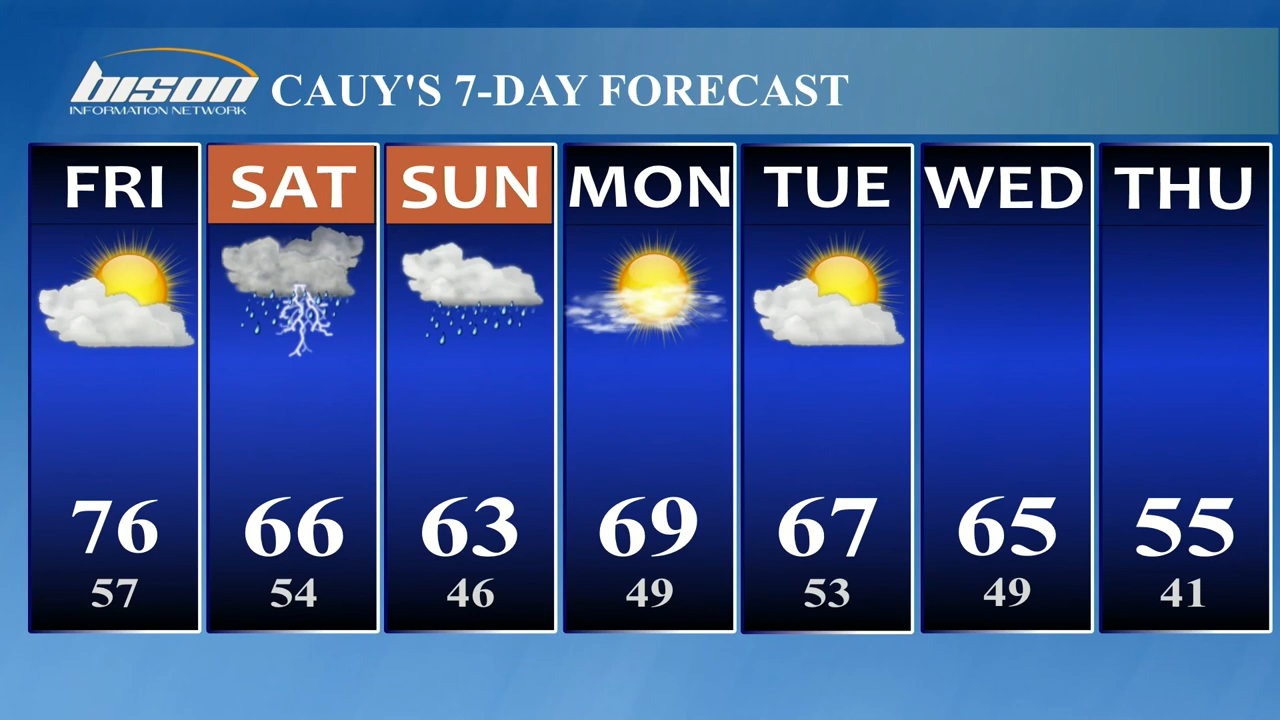 bison
INFORMATION NETWORK
CAUY'S 7-DAY FORECAST
FRI
76
57
SAT
66
54
SUN
63
46
MON
69
49
TUE
67
53
WED
65
49
THU
55
41